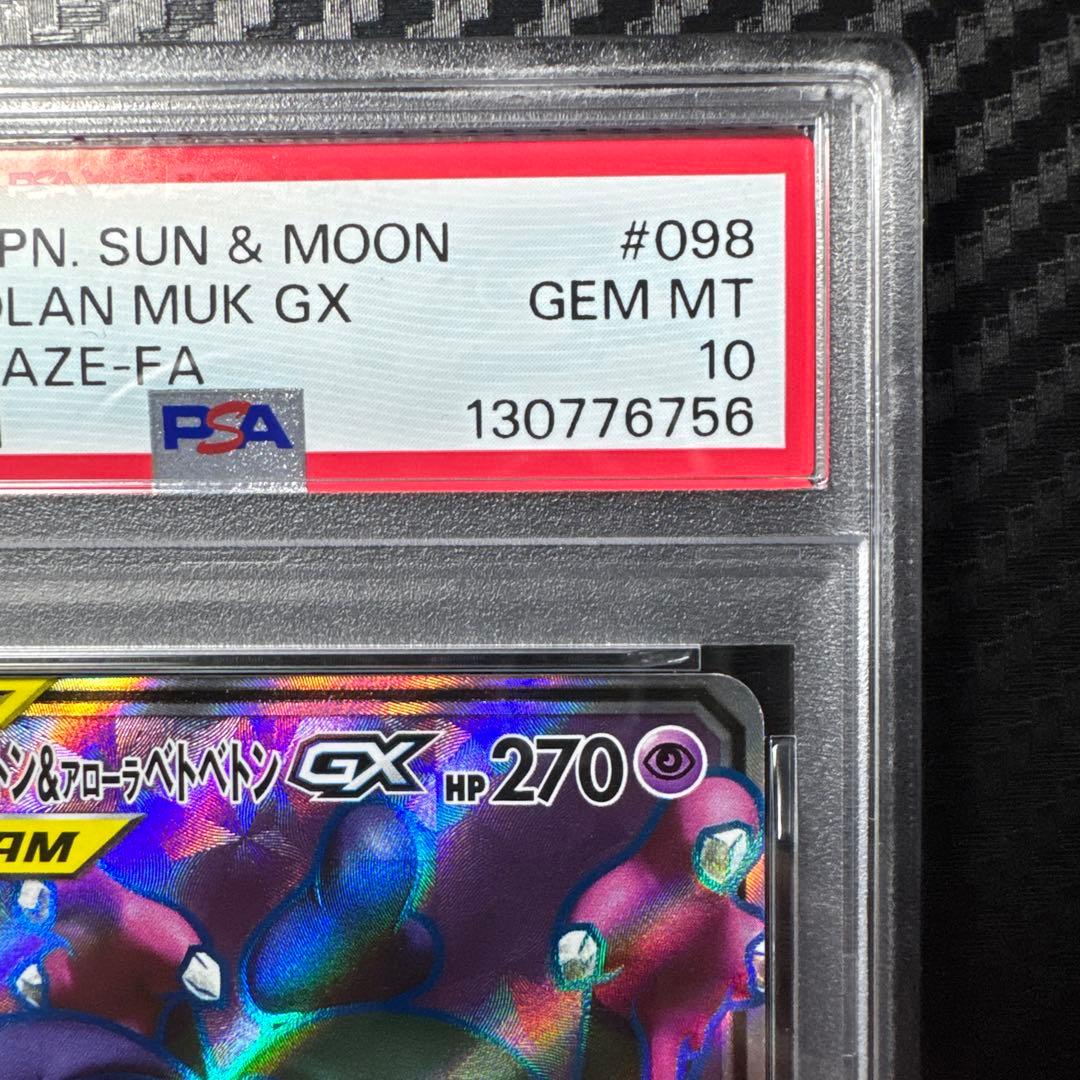 PN. SUN & MOON #098
OLAN MUK GX GEM MT
AZE-FA 10
PSA 130776756
トン&アローラベトベトン GX HP 270
AM